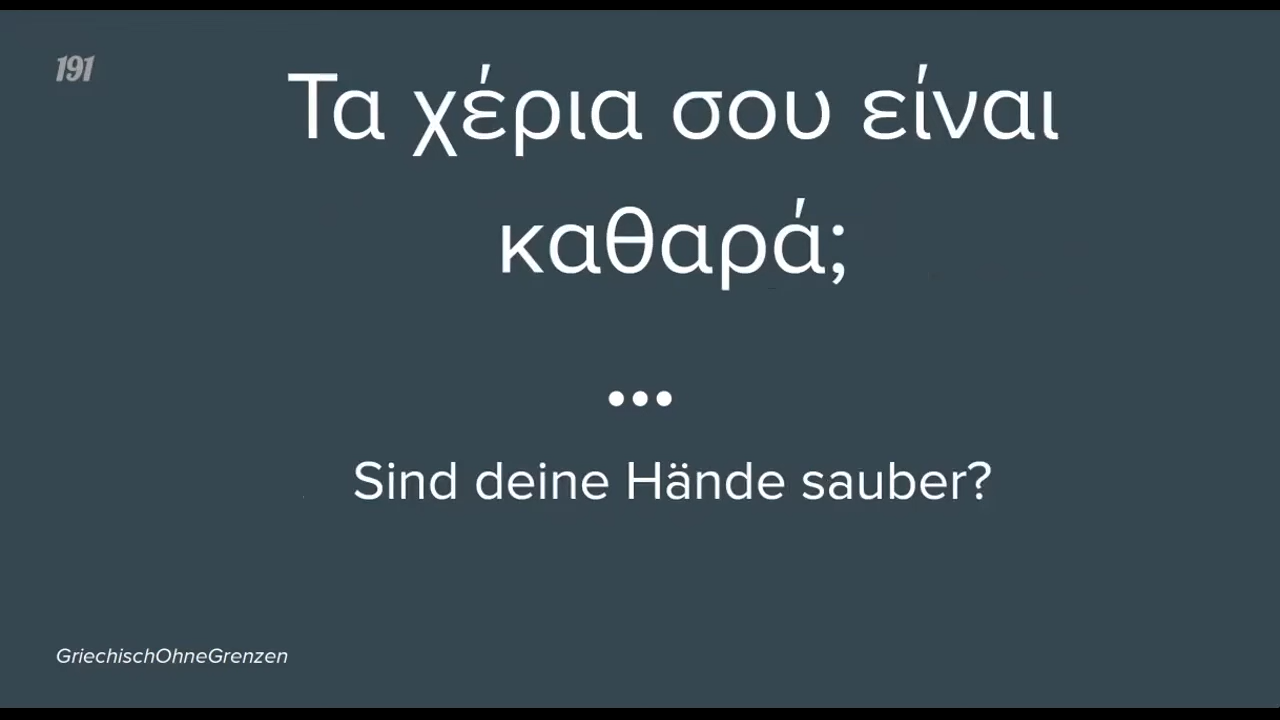 191
Τα χέρια σου είναι
καθαρά;
•••
Sind deine Hände sauber?
GriechischOhneGrenzen